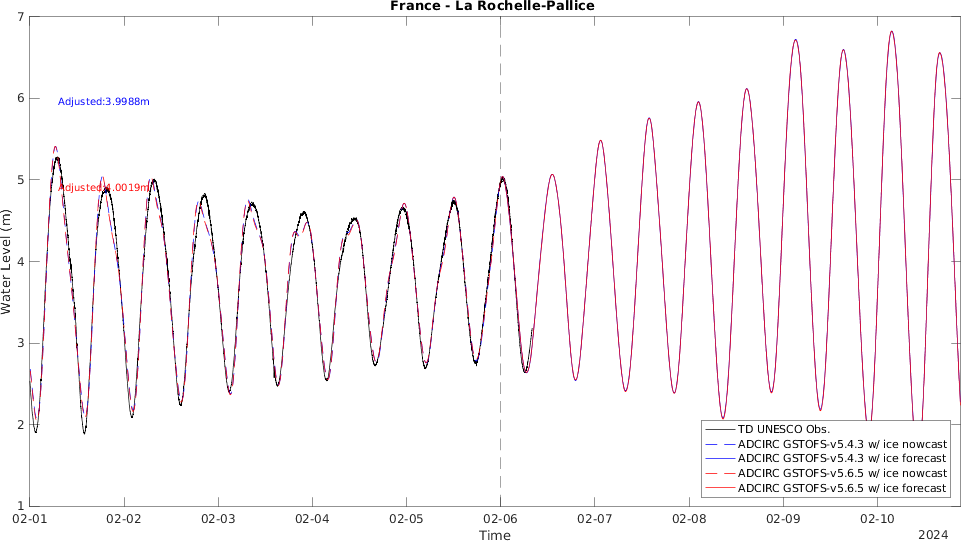 France - La Rochelle-Pallice
7
6
5
4
3
2
1
Water Level (m)
Adjusted:3.9988m
Adjusted:4.0019m
TD UNESCO Obs.
ADCIRC GSTOFS-v5.4.3 w/ ice nowcast
ADCIRC GSTOFS-v5.4.3 w/ ice forecast
ADCIRC GSTOFS-v5.6.5 w/ ice nowcast
ADCIRC GSTOFS-v5.6.5 w/ ice forecast
02-01 02-02 02-03 02-04 02-05 02-06 02-07 02-08 02-09 02-10
Time
2024